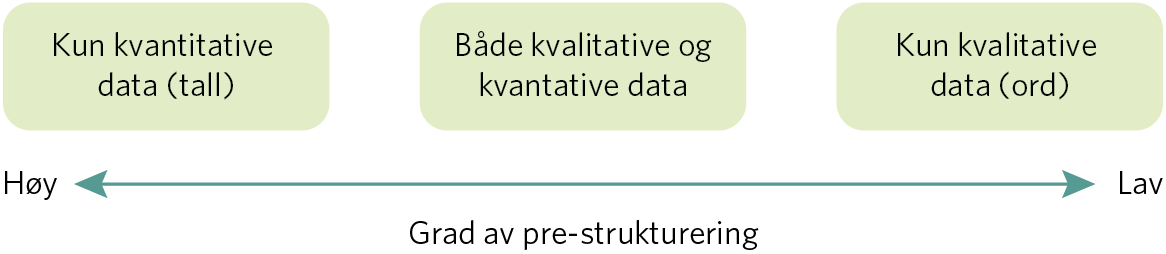 Kun kvantitative
data (tall)
Både kvalitative og
kvantative data
Kun kvalitative
data (ord)
Høy
Lav
Grad av pre-strukturering